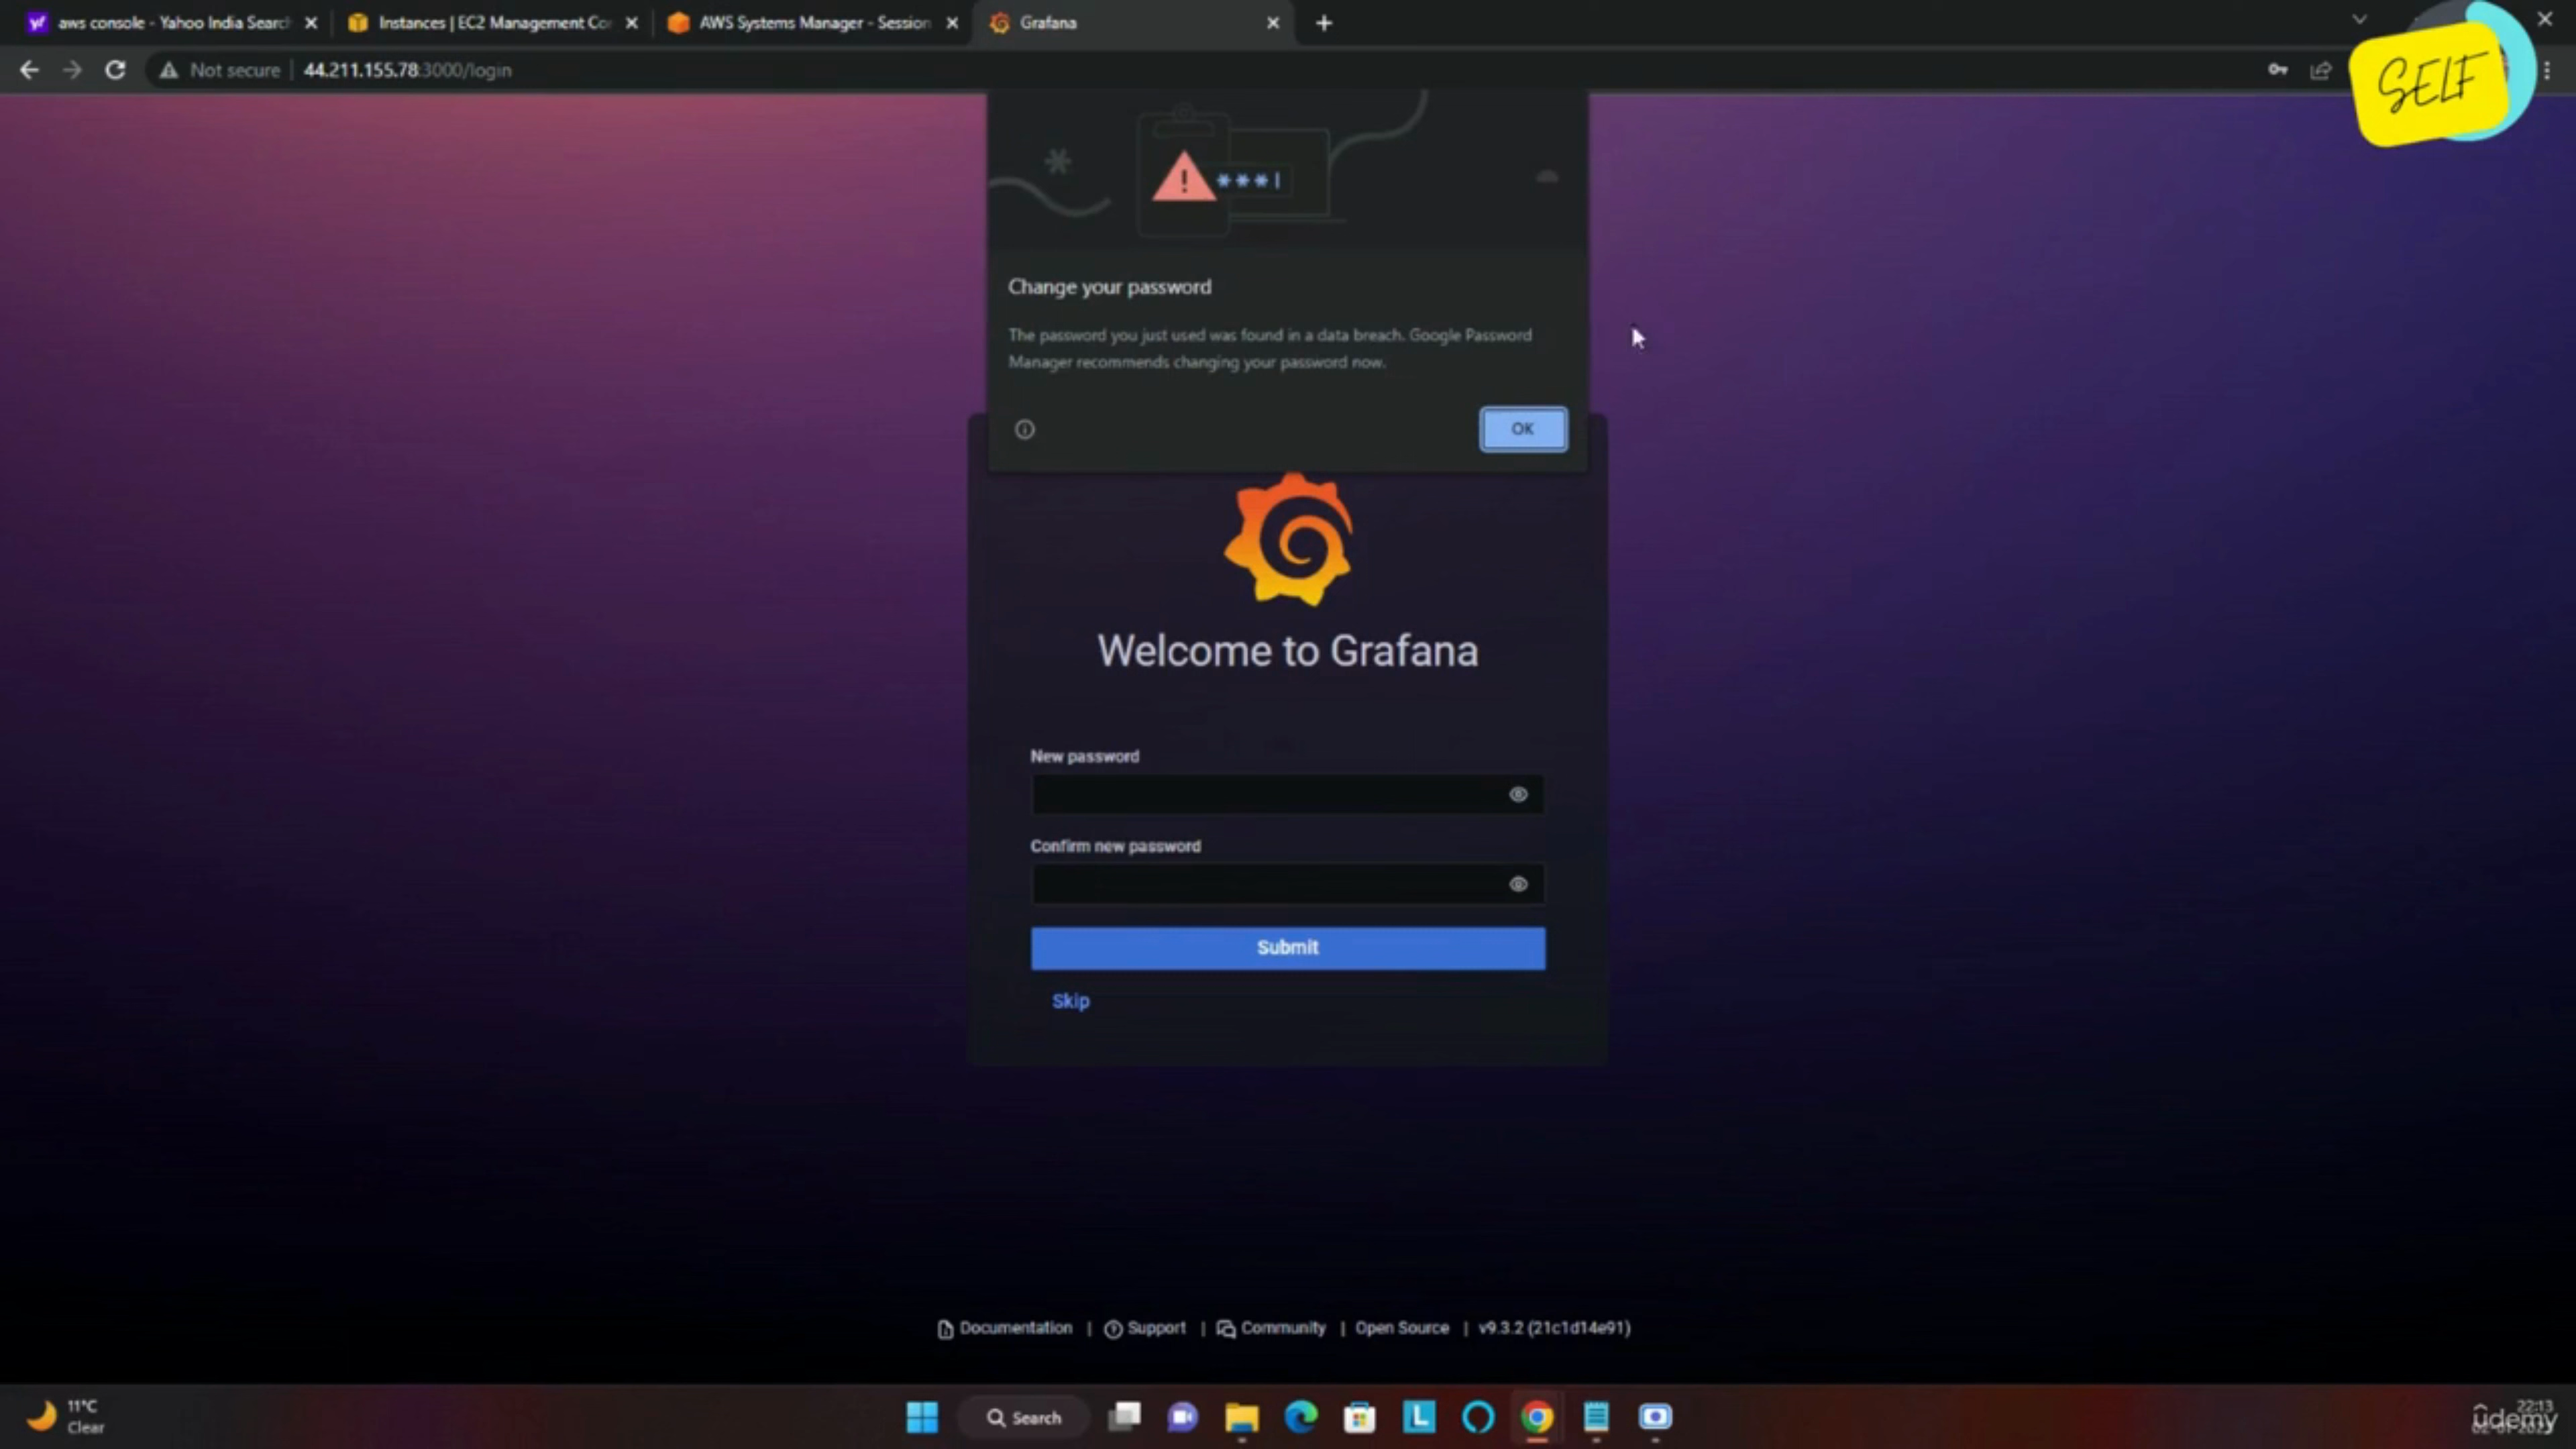 aws console - Yahoo India Search
Instances | EC2 Management Co
AWS Systems Manager - Session
Grafana
Not secure
44.211.155.78:3000/login
SELF
***|
Change your password
The password you just used was found in a data breach. Google Password
Manager recommends changing your password now.
OK
Welcome to Grafana
New password
Confirm new password
Submit
Skip
Documentation | Support | Community | Open Source | v9.3.2 (21c1d14e91)
11°C
Clear
Search
22:13
ûdemy